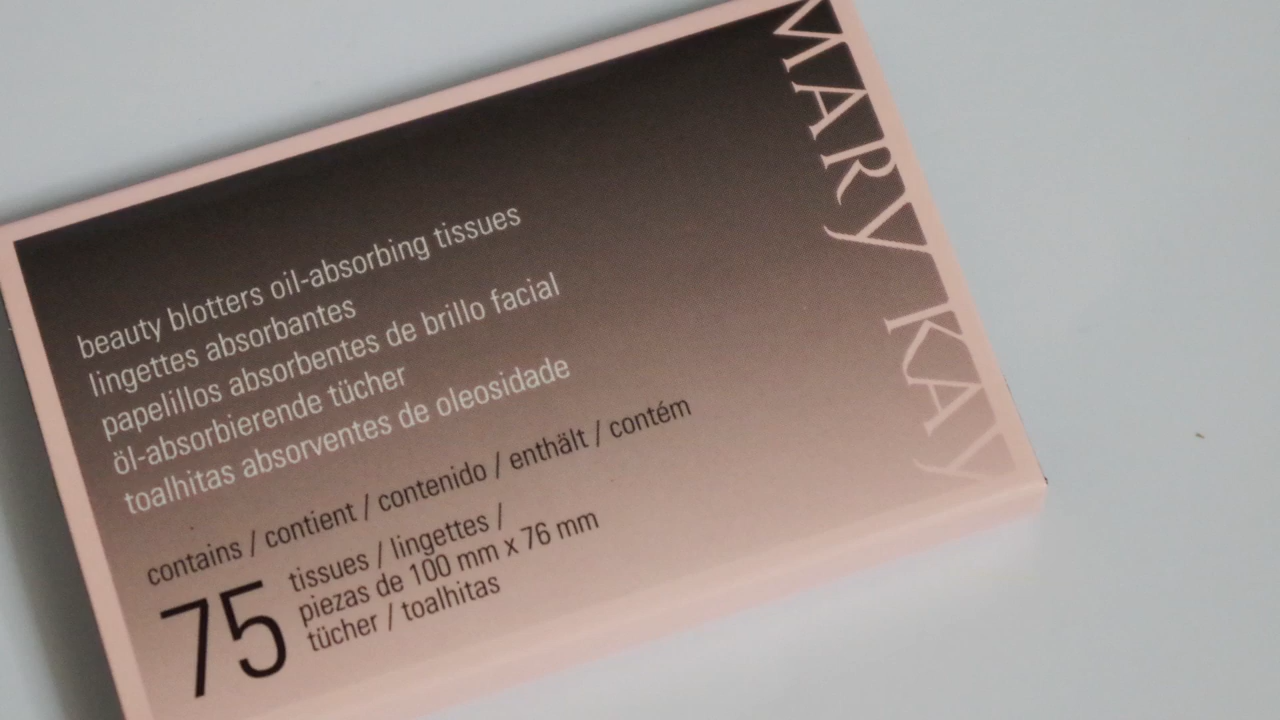 MARY KAY
beauty blotters oil-absorbing tissues
lingettes absorbantes
papelillos absorbentes de brillo facial
öl-absorbierende tücher
toalhitas absorventes de oleosidade
contains / contient / contenido / enthält / contém
75
tissues / lingettes /
piezas de 100 mm x 76 mm
tücher / toalhitas